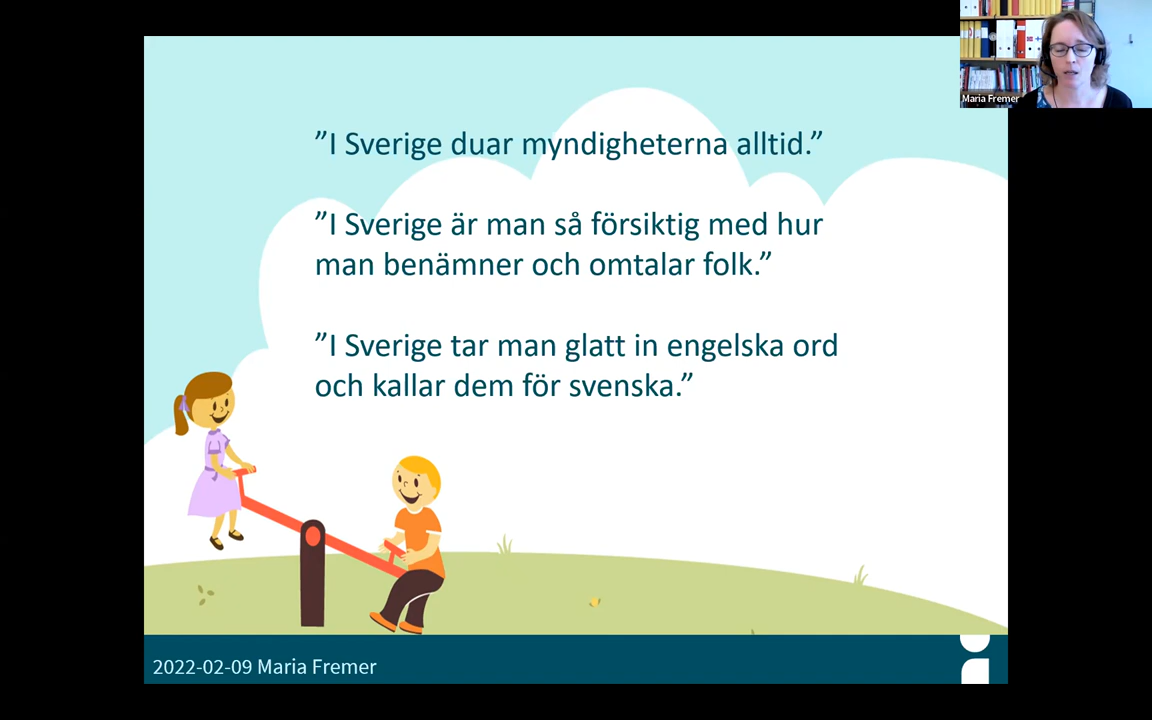 Maria Fremer
”I Sverige duar myndigheterna alltid.”
”I Sverige är man så försiktig med hur
man benämner och omtalar folk.”
”I Sverige tar man glatt in engelska ord
och kallar dem för svenska.”
2022-02-09 Maria Fremer